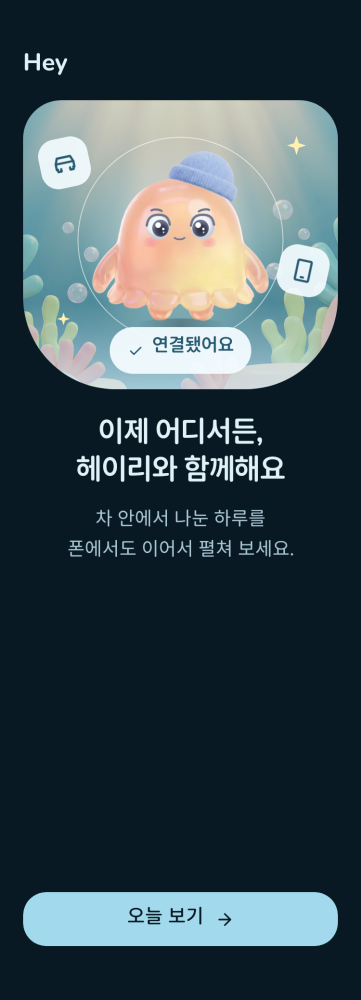 Hey
연결됐어요
이제 어디서든,
헤이리와 함께해요
차 안에서 나눈 하루를
폰에서도 이어서 펼쳐 보세요.
오늘 보기